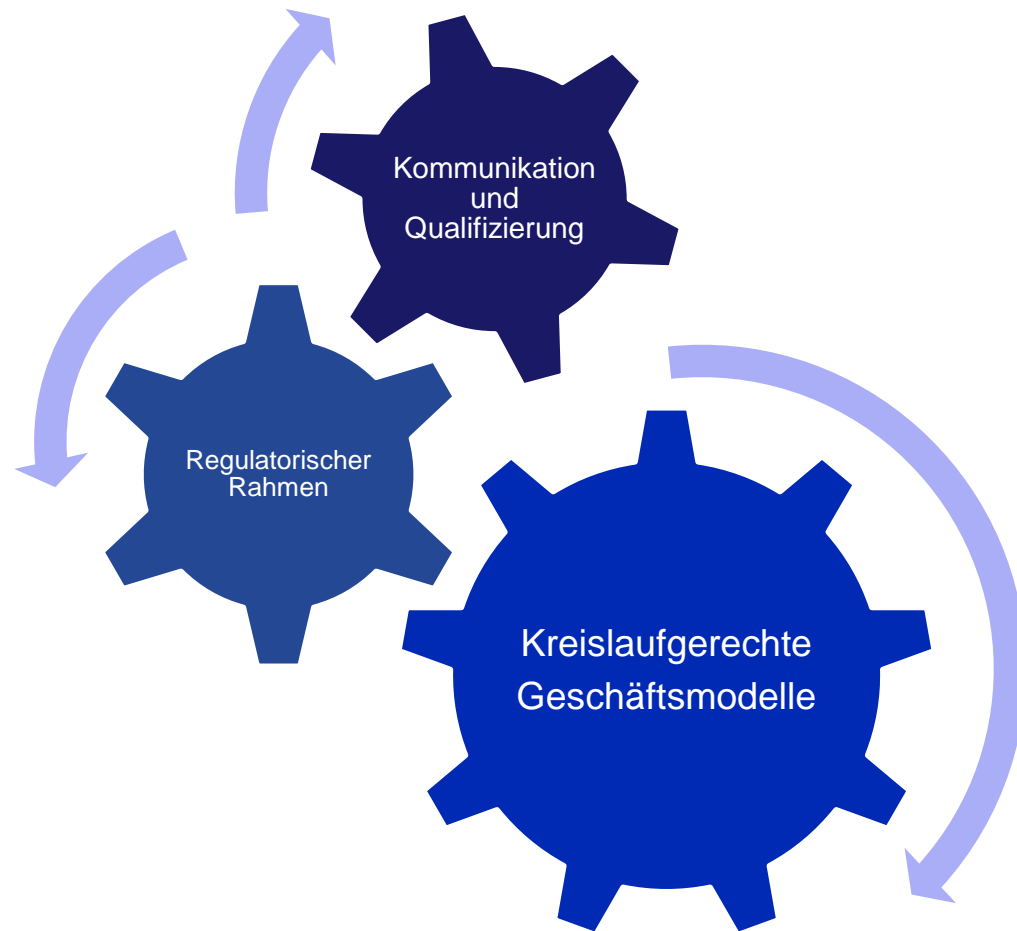 Kommunikation
und
Qualifizierung
Regulatorischer
Rahmen
Kreislaufgerechte
Geschäftsmodelle